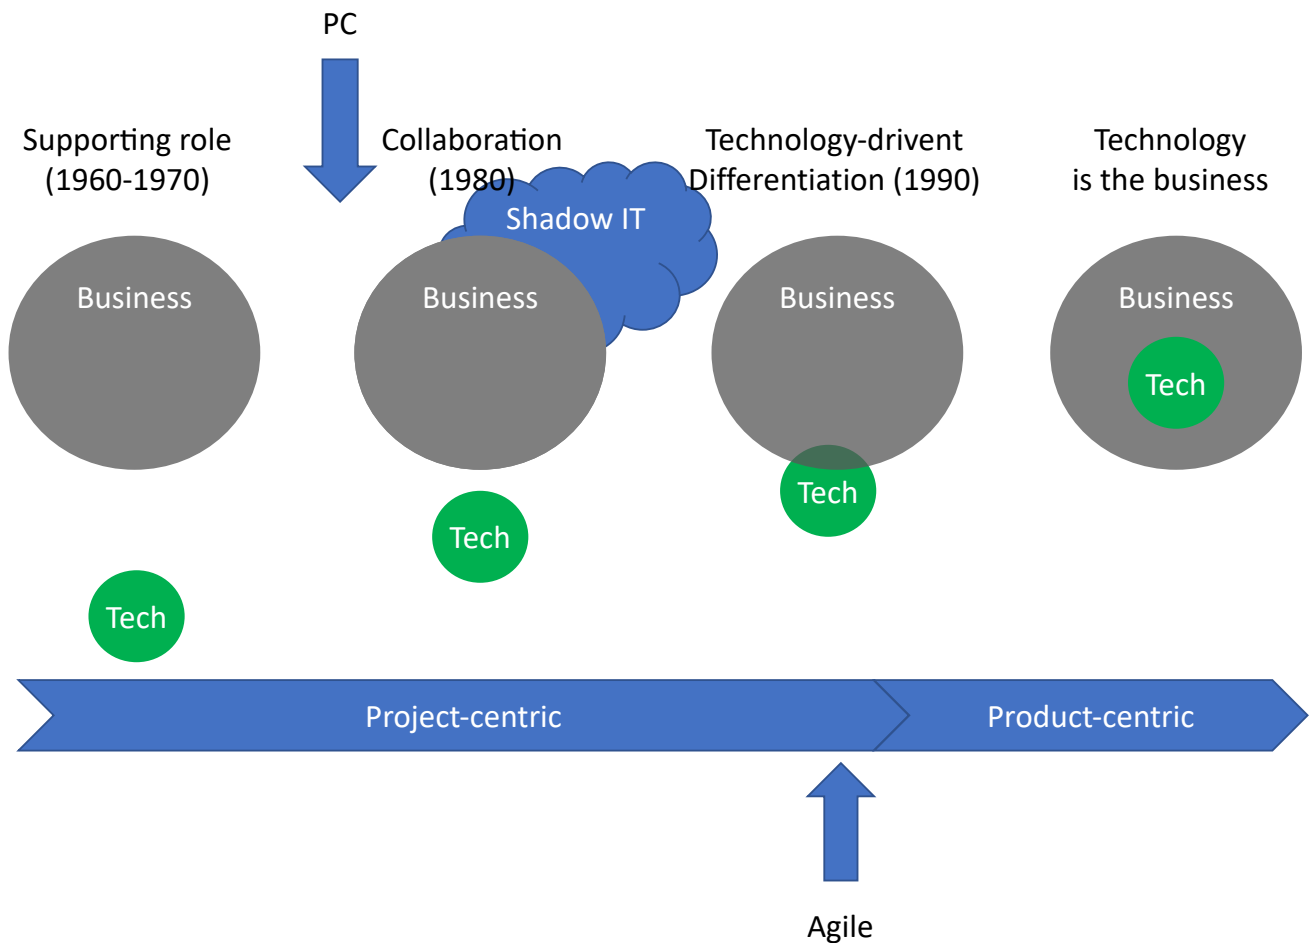 PC
Supporting role
(1960-1970)
Collaboration
(1980)
Technology-drivent
Differentiation (1990)
Technology
is the business
Shadow IT
Business
Business
Business
Business
Tech
Tech
Tech
Tech
Project-centric
Product-centric
Agile